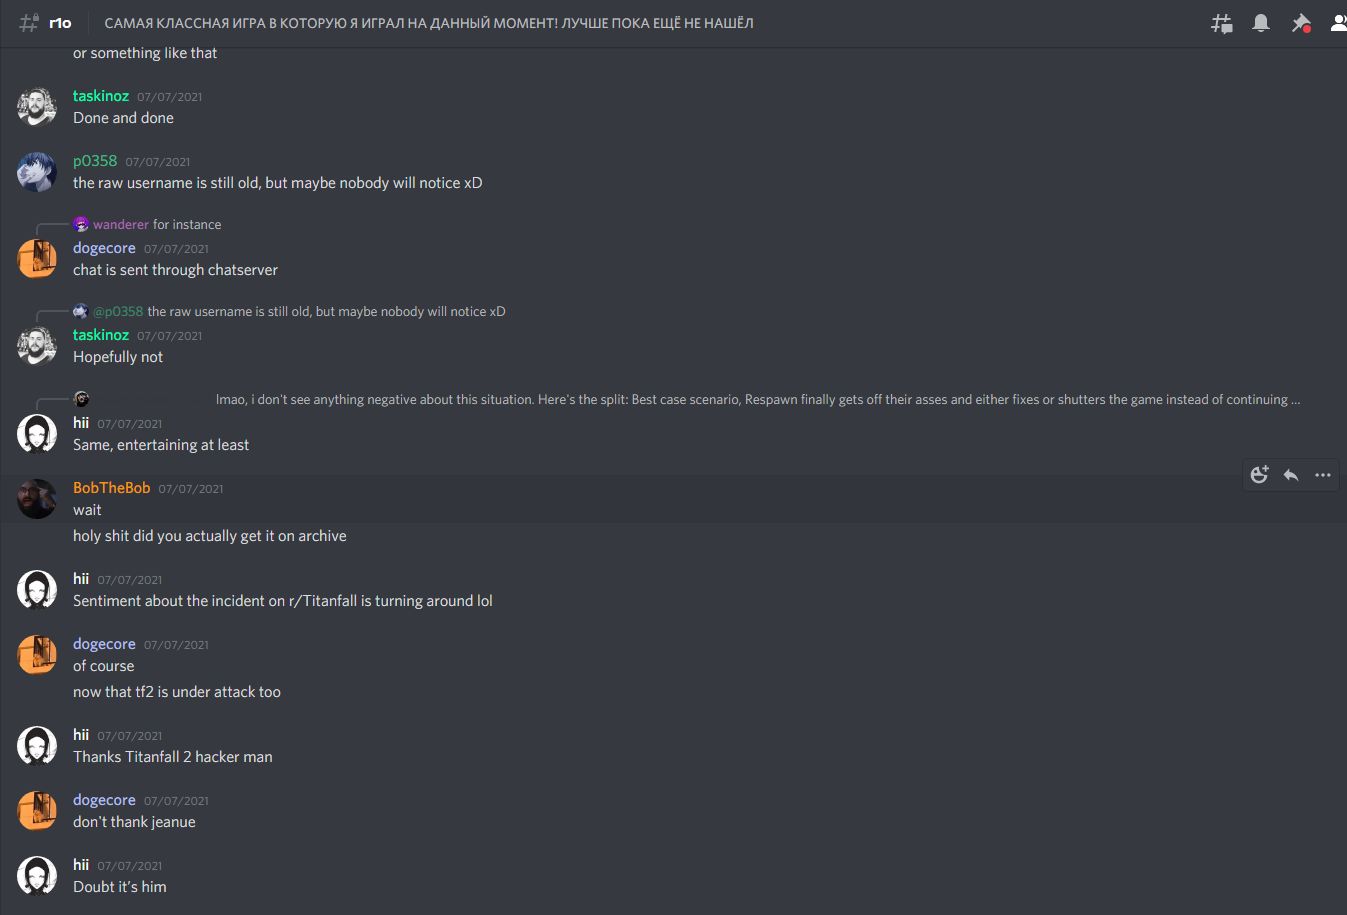 r1o САМАЯ КЛАССНАЯ ИГРА В КОТОРУЮ Я ИГРАЛ НА ДАННЫЙ МОМЕНТ! ЛУЧШЕ ПОКА ЕЩЁ НЕ НАШЁЛ
or something like that
taskinoz 07/07/2021
Done and done
p0358 07/07/2021
the raw username is still old, but maybe nobody will notice xD
wanderer for instance
dogecore 07/07/2021
chat is sent through chatserver
@p0358 the raw username is still old, but maybe nobody will notice xD
taskinoz 07/07/2021
Hopefully not
lmao, i don't see anything negative about this situation. Here's the split: Best case scenario, Respawn finally gets off their asses and either fixes or shutters the game instead of continuing ...
hii 07/07/2021
Same, entertaining at least
BobTheBob 07/07/2021
wait
holy shit did you actually get it on archive
hii 07/07/2021
Sentiment about the incident on r/Titanfall is turning around lol
dogecore 07/07/2021
of course
now that tf2 is under attack too
hii 07/07/2021
Thanks Titanfall 2 hacker man
dogecore 07/07/2021
don't thank jeanue
hii 07/07/2021
Doubt it's him